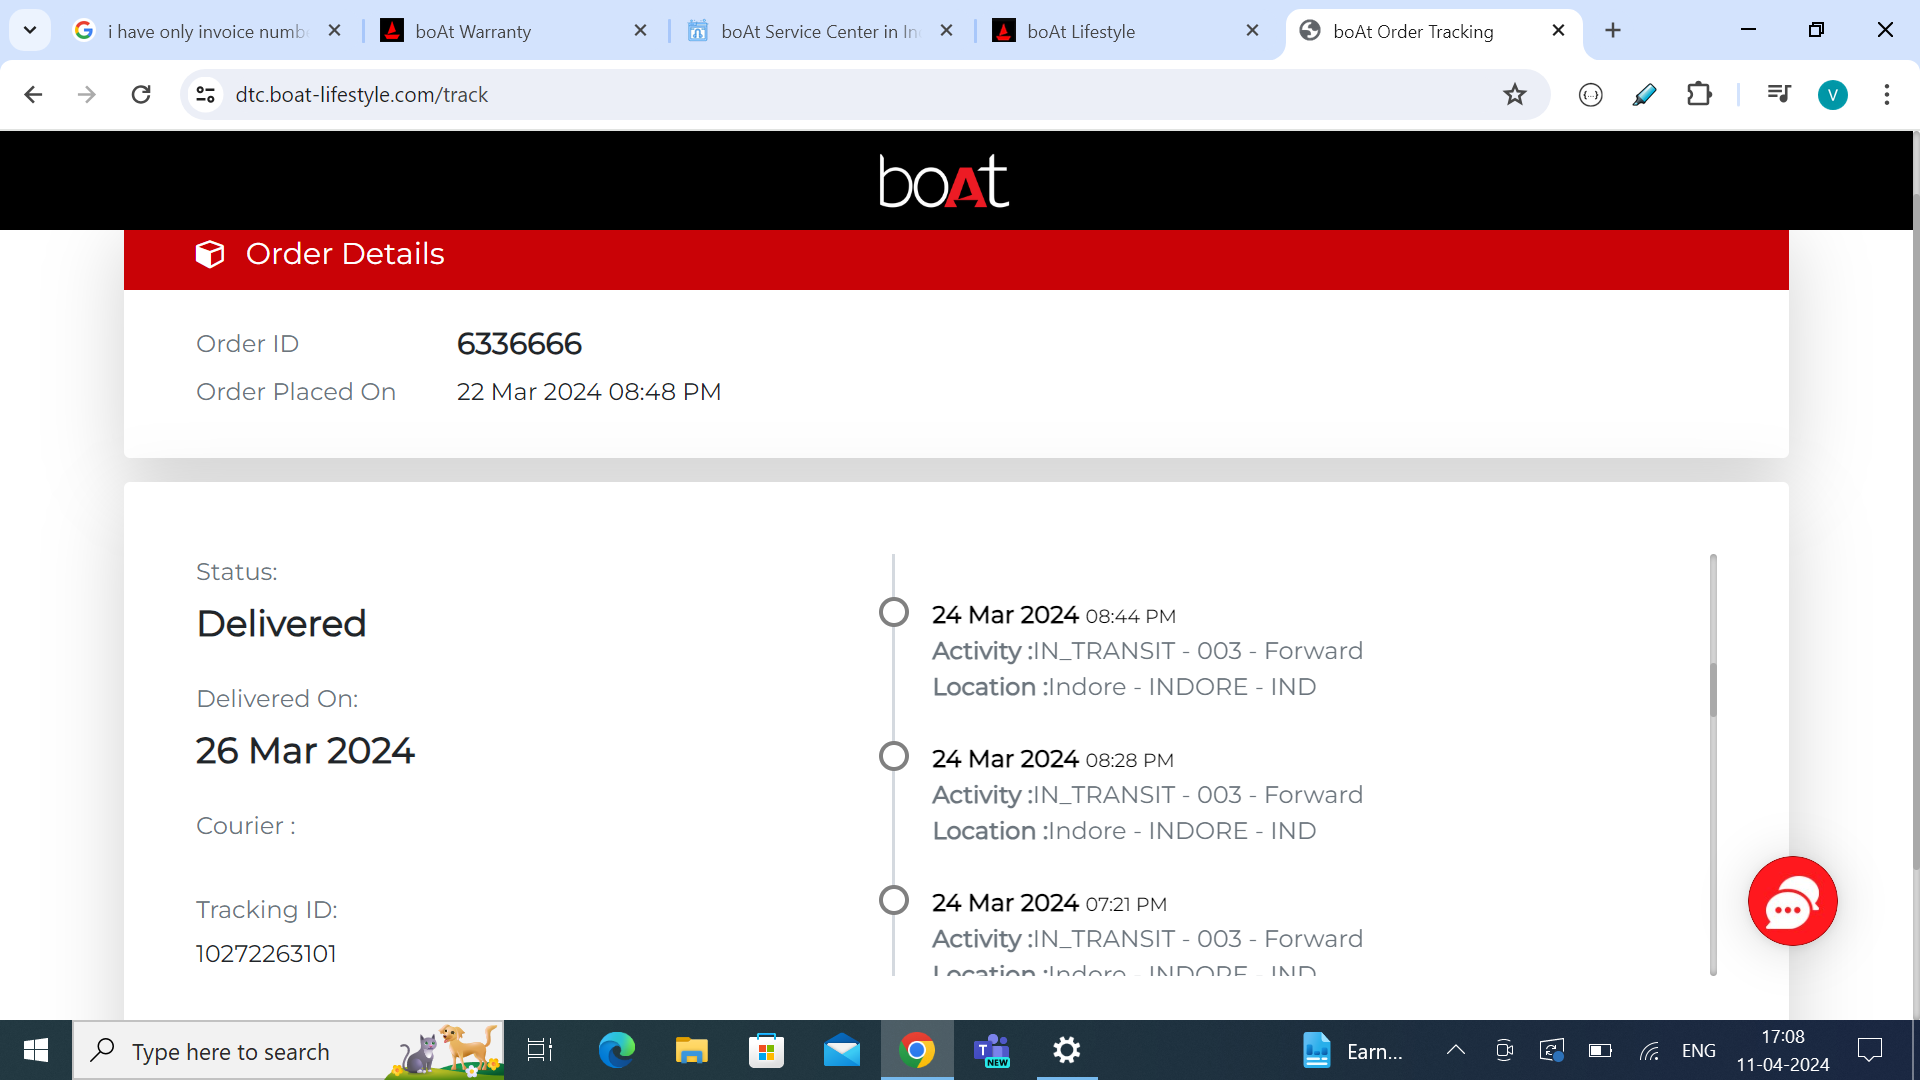 i have only invoice numb
boAt Warranty
boAt Service Center in In
boAt Lifestyle
boAt Order Tracking
dtc.boat-lifestyle.com/track
V
boAt
Order Details
Order ID 6336666
Order Placed On 22 Mar 2024 08:48 PM
Status:
Delivered
Delivered On:
26 Mar 2024
Courier :
Tracking ID:
10272263101
24 Mar 2024 08:44 PM
Activity :IN_TRANSIT - 003 - Forward
Location :Indore - INDORE - IND
24 Mar 2024 08:28 PM
Activity :IN_TRANSIT - 003 - Forward
Location :Indore - INDORE - IND
24 Mar 2024 07:21 PM
Activity :IN_TRANSIT - 003 - Forward
Location :Indore - INDORE - IND
Type here to search
T
NEW
Earn...
ENG
17:08
11-04-2024